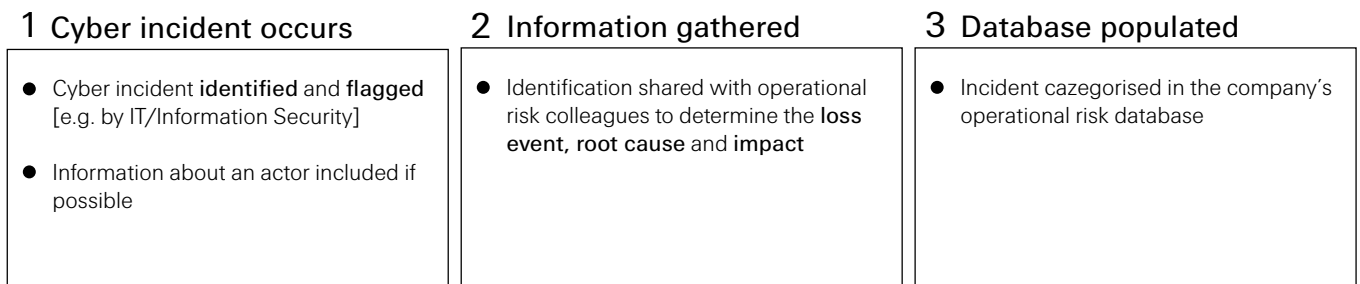 1 Cyber incident occurs
● Cyber incident identified and flagged
[e.g. by IT/Information Security]
● Information about an actor included if
possible
2 Information gathered
● Identification shared with operational
risk colleagues to determine the loss
event, root cause and impact
3 Database populated
● Incident cazegorised in the company's
operational risk database